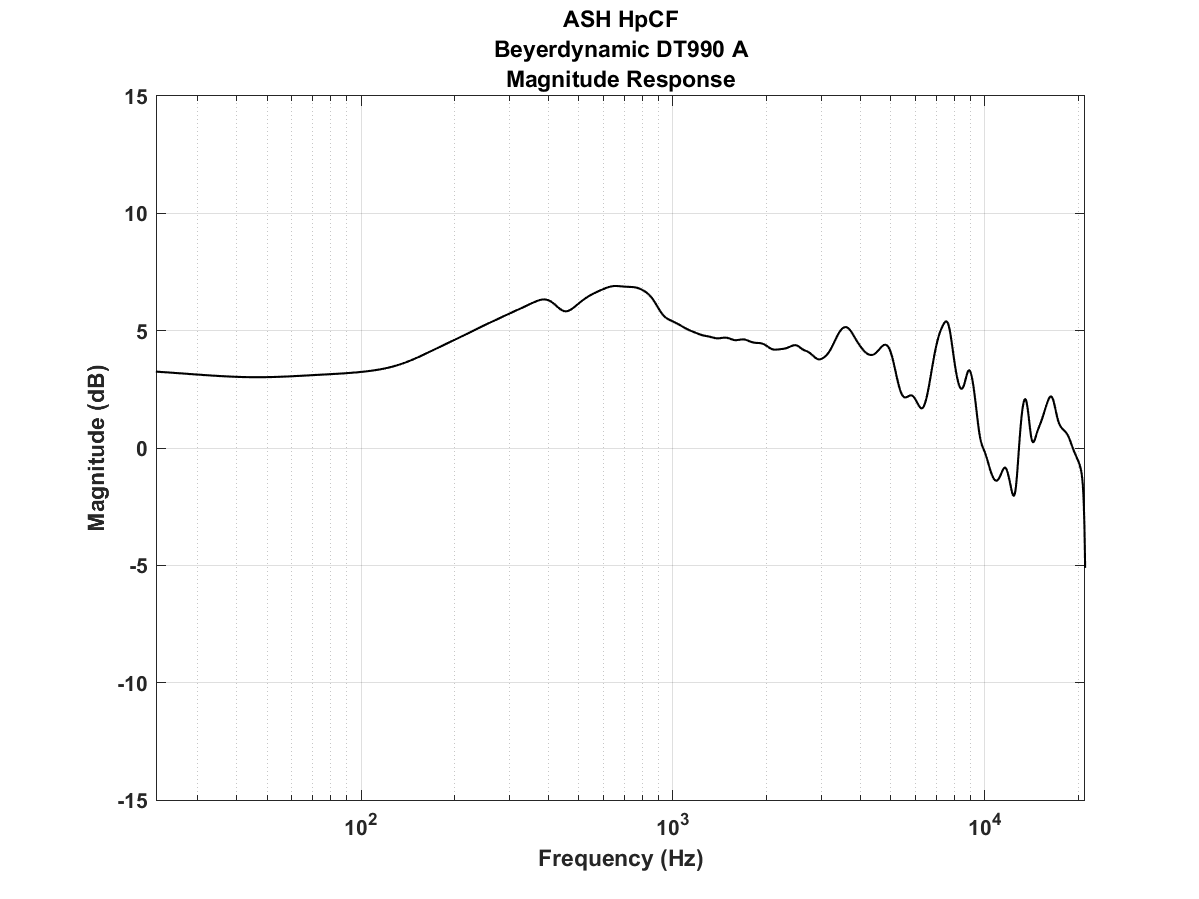 ASH HpCF
Beyerdynamic DT990 A
Magnitude Response
15
10
5
0
-5
-10
-15
Magnitude (dB)
10²
10³
10⁴
Frequency (Hz)